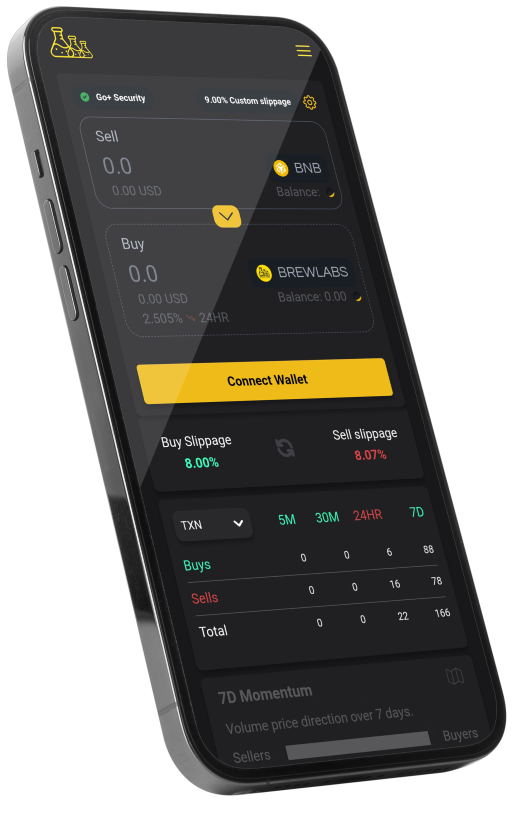 Go+ Security
9.00% Custom slippage
Sell
0.0
BNB
0.00 USD
Balance:
Buy
0.0
BREWLABS
0.00 USD
Balance: 0.00
2.505% 24HR
Connect Wallet
Buy Slippage
Sell slippage
8.00%
8.07%
TXN 5M 30M 24HR 7D
Buys 0 0 6 88
Sells 0 0 16 78
Total 0 0 22 166
7D Momentum
Volume price direction over 7 days.
Sellers Buyers